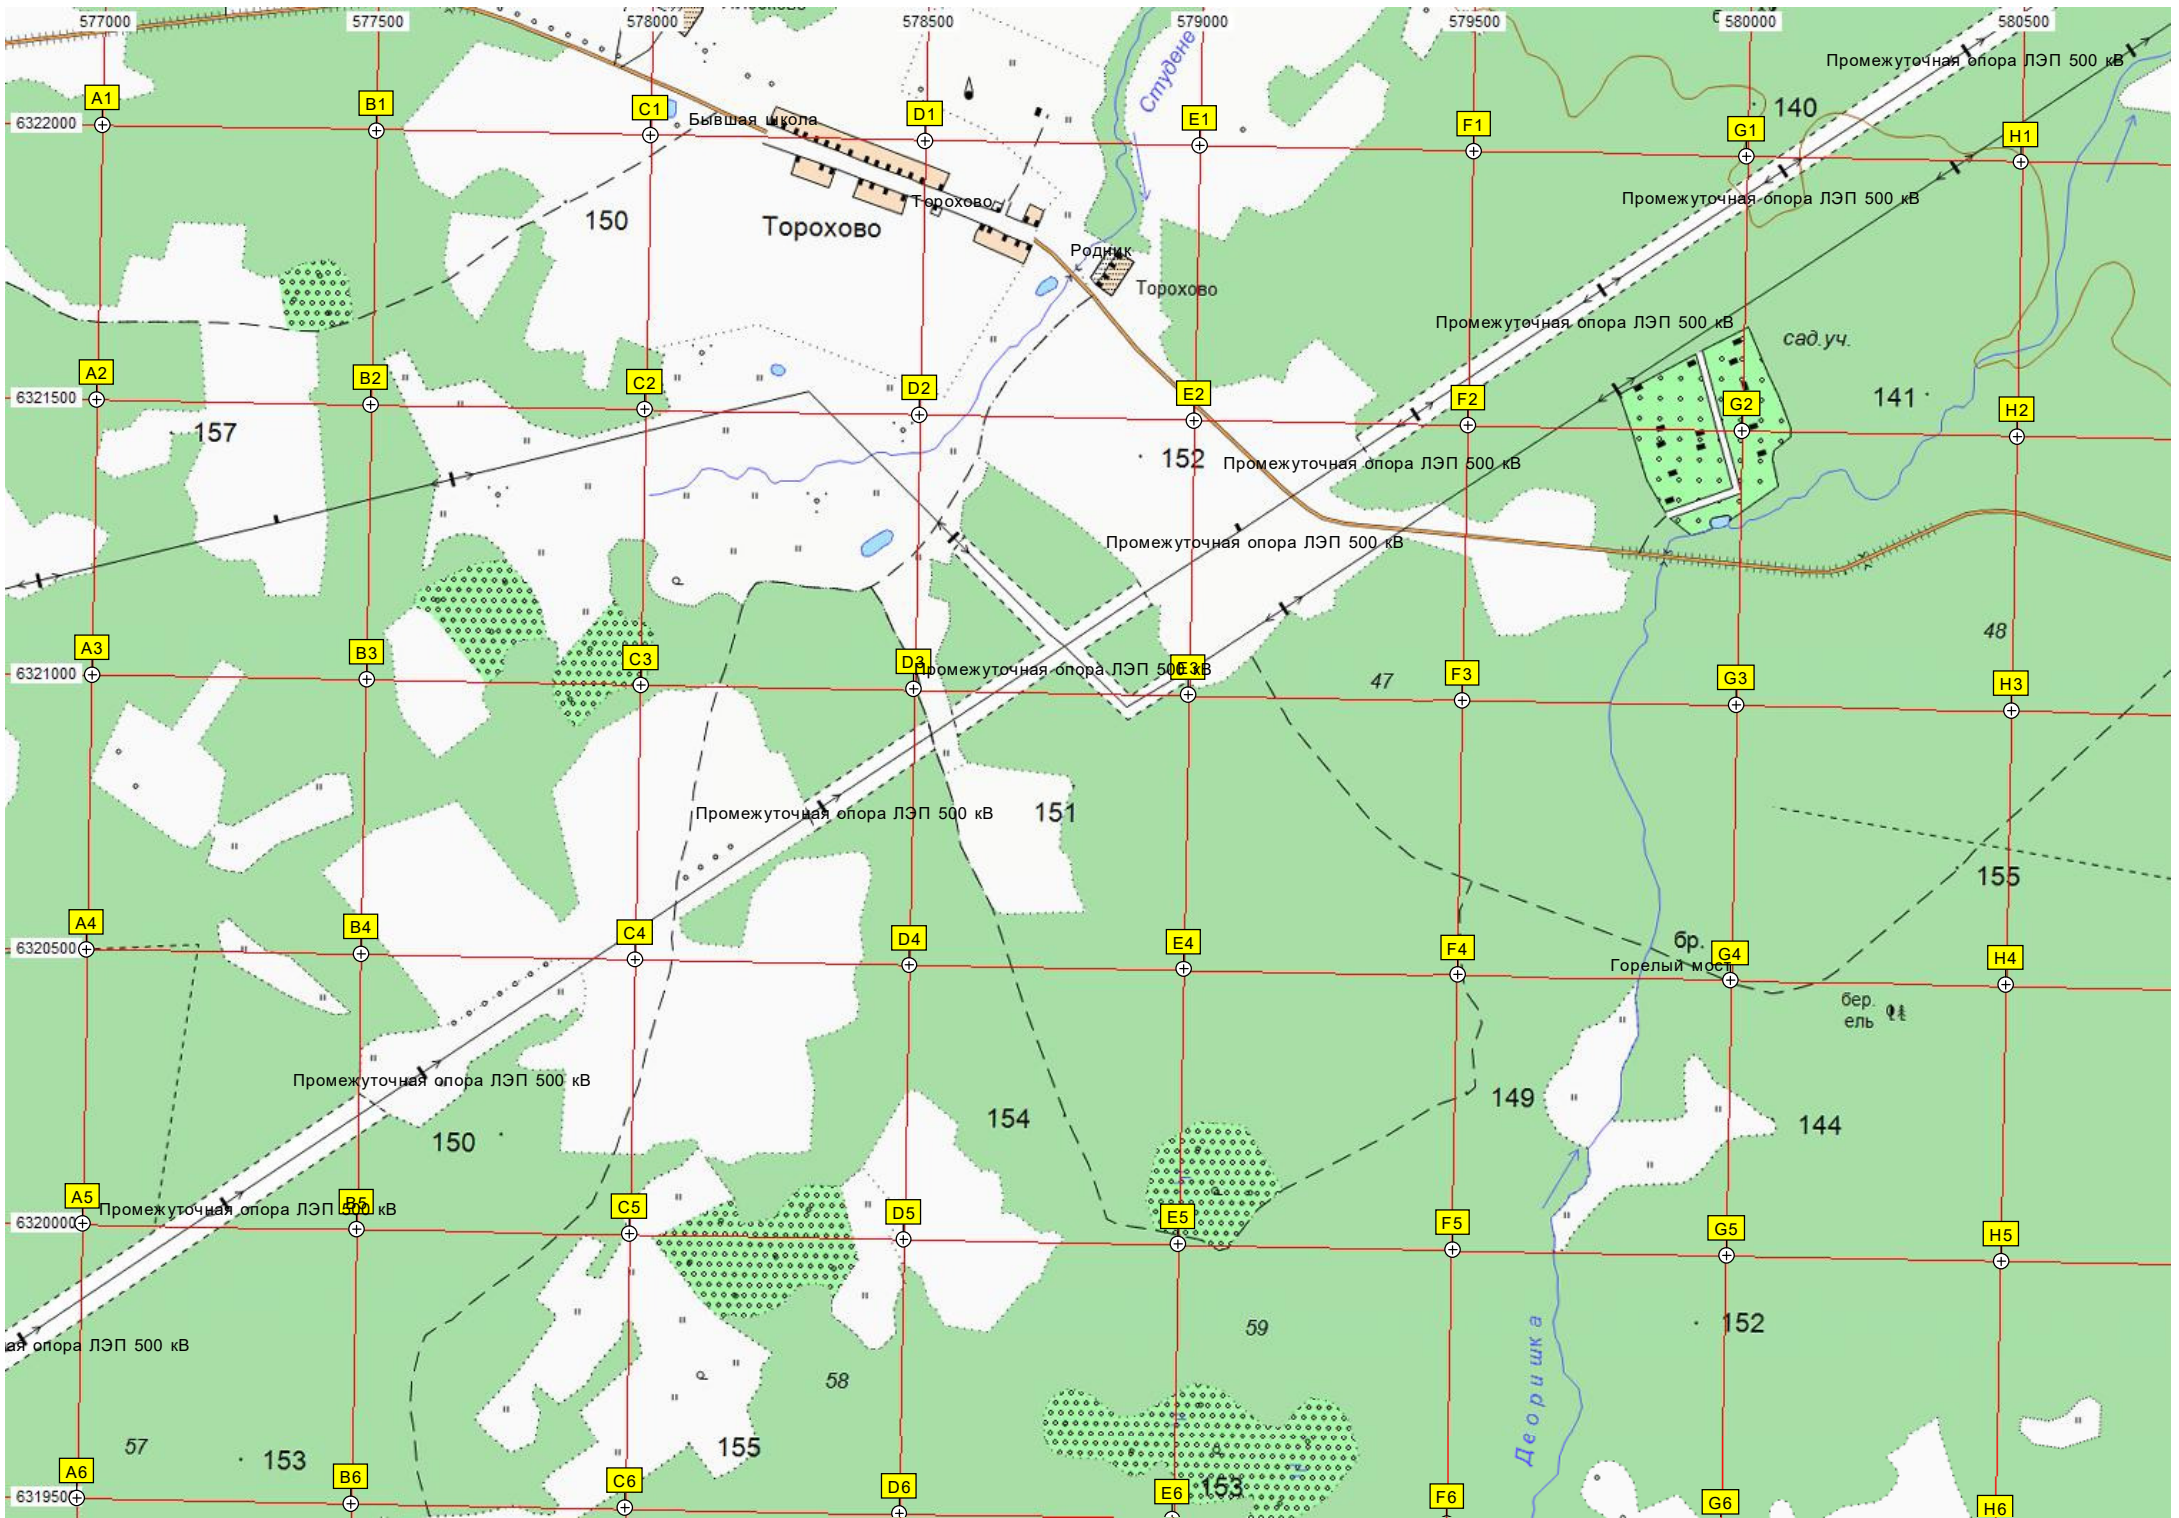 577000 577500 578000 578500 579000 579500 580000 580500
Студене
Промежуточная опора ЛЭП 500 кВ
140
A1 B1 C1 D1 E1 F1 G1 H1
6322000
Бывшая школа
150
Торохово
Торохово
Промежуточная опора ЛЭП 500 кВ
Родник
Торохово
Промежуточная опора ЛЭП 500 кВ
сад.уч.
A2 B2 C2 D2 E2 F2 G2 H2
6321500
141
157
152
Промежуточная опора ЛЭП 500 кВ
Промежуточная опора ЛЭП 500 кВ
48
A3 B3 C3 D3 E3 F3 G3 H3
6321000
Промежуточная опора ЛЭП 500 кВ
47
Промежуточная опора ЛЭП 500 кВ
151
155
A4 B4 C4 D4 E4 F4 G4 H4
6320500
бр.
Горелый мост
бер.
ель
Промежуточная опора ЛЭП 500 кВ
150
154
149
144
A5 B5 C5 D5 E5 F5 G5 H5
6320000
Промежуточная опора ЛЭП 500 кВ
ая опора ЛЭП 500 кВ
59
152
Деоришка
58
57
153
155
153
A6 B6 C6 D6 E6 F6 G6 H6
631950